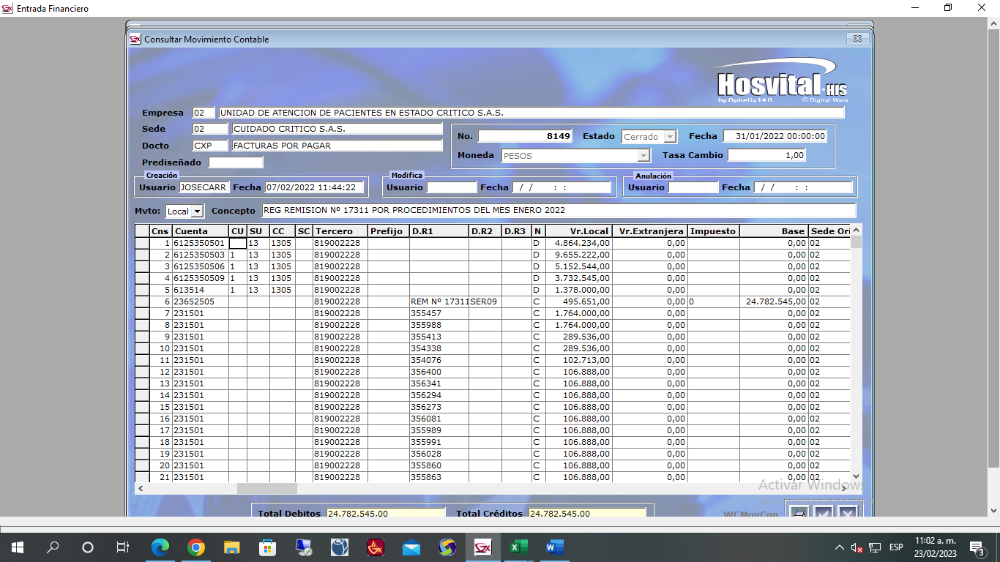 Entrada Financiero
Consultar Movimiento Contable
Hosvital-HIS
by Ophelia 14.0 © Digital Ware
Empresa 02 UNIDAD DE ATENCION DE PACIENTES EN ESTADO CRITICO S.A.S.
Sede 02 CUIDADO CRITICO S.A.S.
No. 8149 Estado Cerrado Fecha 31/01/2022 00:00:00
Docto CXP FACTURAS POR PAGAR
Moneda PESOS Tasa Cambio 1,00
Prediseñado
Creación Modifica Anulación
Usuario JOSECARR Fecha 07/02/2022 11:44:22 Usuario Fecha / / : : Usuario Fecha / / : :
Mvto: Local Concepto REG REMISION Nº 17311 POR PROCEDIMIENTOS DEL MES ENERO 2022
Cns Cuenta CU SU CC SC Tercero Prefijo D.R1 D.R2 D.R3 N Vr.Local Vr.Extranjera Impuesto Base Sede Ori
1 6125350501 13 1305 819002228 D 4.864.234,00 0,00 0,00 02
2 6125350503 1 13 1305 819002228 D 9.655.222,00 0,00 0,00 02
3 6125350506 1 13 1305 819002228 D 5.152.544,00 0,00 0,00 02
4 6125350509 1 13 1305 819002228 D 3.732.545,00 0,00 0,00 02
5 613514 1 13 1305 819002228 D 1.378.000,00 0,00 0,00 02
6 23652505 819002228 REM Nº 17311 SER09 C 495.651,00 0,00 0 24.782.545,00 02
7 231501 819002228 355457 C 1.764.000,00 0,00 0,00 02
8 231501 819002228 355988 C 1.764.000,00 0,00 0,00 02
9 231501 819002228 355413 C 289.536,00 0,00 0,00 02
10 231501 819002228 354338 C 289.536,00 0,00 0,00 02
11 231501 819002228 354076 C 102.713,00 0,00 0,00 02
12 231501 819002228 356400 C 106.888,00 0,00 0,00 02
13 231501 819002228 356341 C 106.888,00 0,00 0,00 02
14 231501 819002228 356294 C 106.888,00 0,00 0,00 02
15 231501 819002228 356273 C 106.888,00 0,00 0,00 02
16 231501 819002228 356081 C 106.888,00 0,00 0,00 02
17 231501 819002228 355989 C 106.888,00 0,00 0,00 02
18 231501 819002228 355991 C 106.888,00 0,00 0,00 02
19 231501 819002228 356028 C 106.888,00 0,00 0,00 02
20 231501 819002228 355860 C 106.888,00 0,00 0,00 02
21 231501 819002228 355863 C 106.888,00 0,00 0,00 02
Activar Windows
Total Debitos 24.782.545,00 Total Créditos 24.782.545,00 WCMovCon
ESP 11:02 a. m.
23/02/2023
3